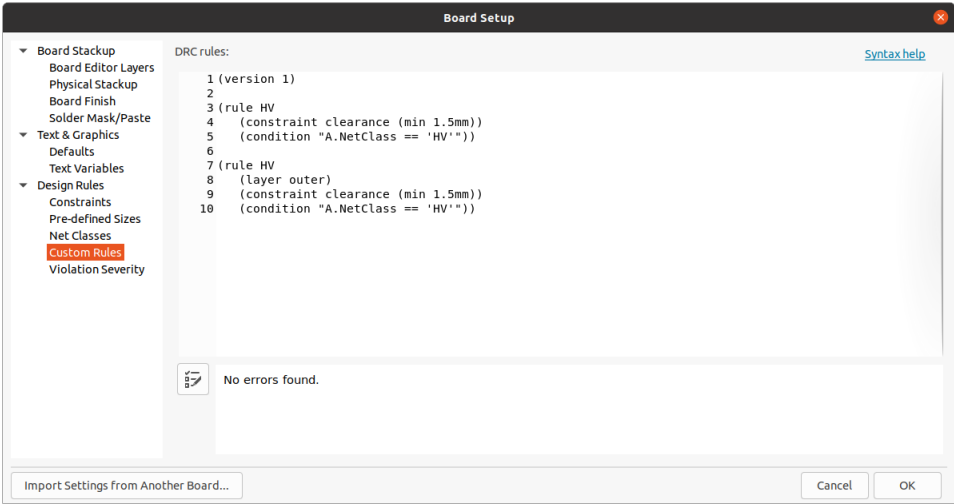 Board Setup
Board Stackup
Board Editor Layers
Physical Stackup
Board Finish
Solder Mask/Paste
Text & Graphics
Defaults
Text Variables
Design Rules
Constraints
Pre-defined Sizes
Net Classes
Custom Rules
Violation Severity
DRC rules:
Syntax help
1 (version 1)
2
3 (rule HV
4    (constraint clearance (min 1.5mm))
5    (condition "A.NetClass == 'HV'"))
6
7 (rule HV
8    (layer outer)
9    (constraint clearance (min 1.5mm))
10    (condition "A.NetClass == 'HV'"))
No errors found.
Import Settings from Another Board...
Cancel
OK